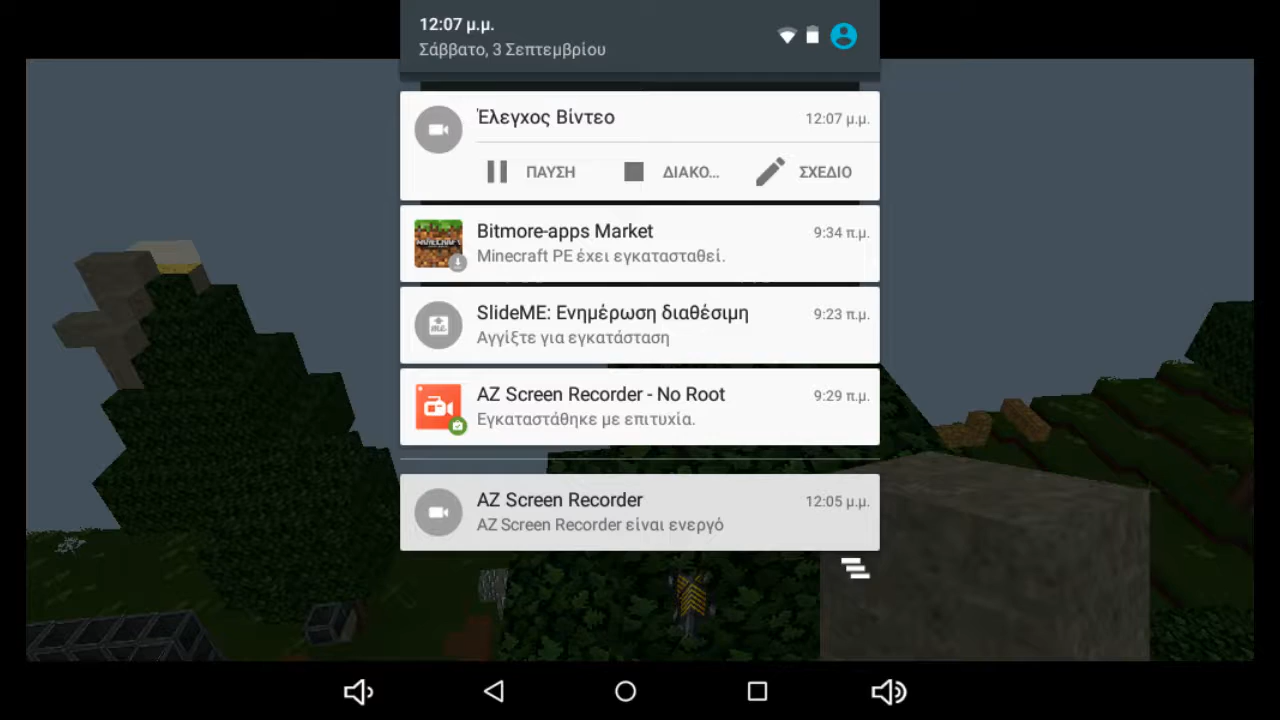 12:07 μ.μ.
Σάββατο, 3 Σεπτεμβρίου
Έλεγχος Βίντεο
12:07 μ.μ.
ΠΑΥΣΗ
ΔΙΑΚΟ...
ΣΧΕΔΙΟ
Bitmore-apps Market
9:34 π.μ.
Minecraft PE έχει εγκατασταθεί.
SlideME: Ενημέρωση διαθέσιμη
9:23 π.μ.
Αγγίξτε για εγκατάσταση
AZ Screen Recorder - No Root
9:29 π.μ.
Εγκαταστάθηκε με επιτυχία.
AZ Screen Recorder
12:05 μ.μ.
AZ Screen Recorder είναι ενεργό